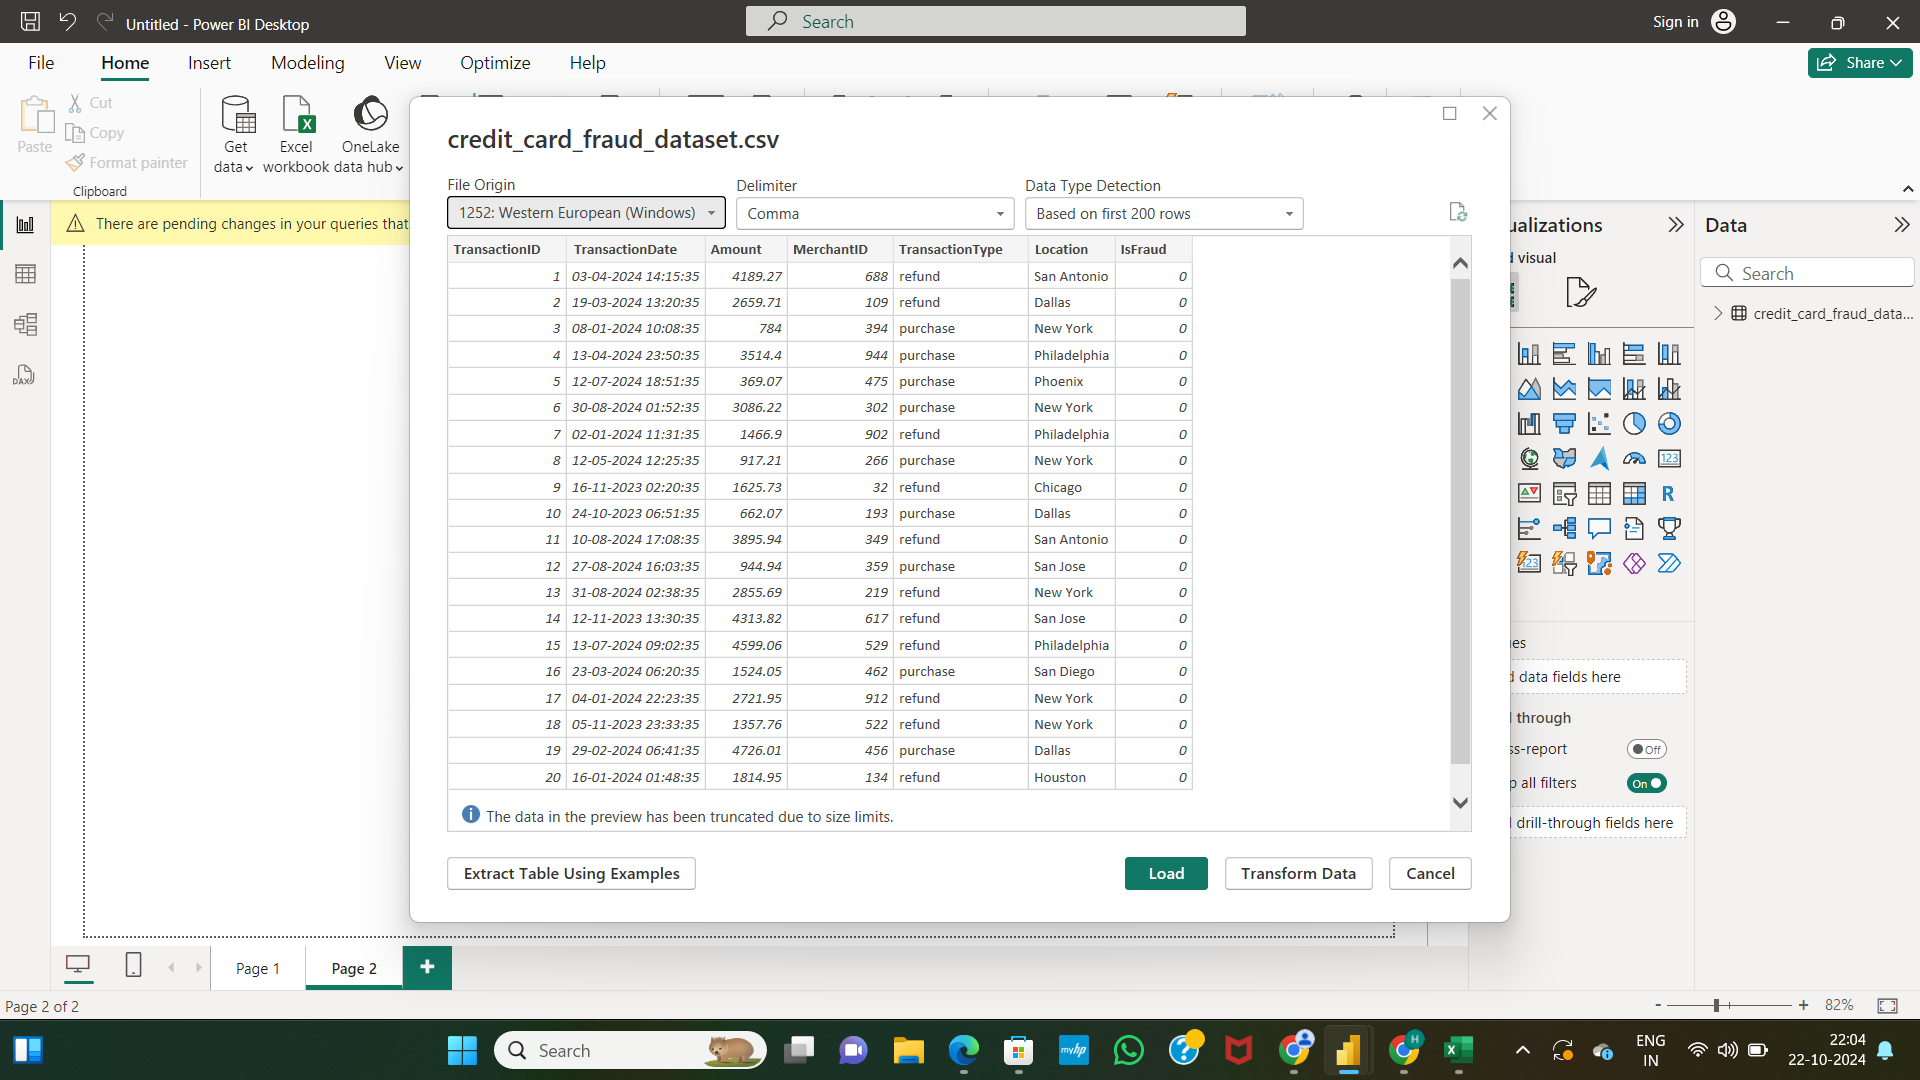 Untitled - Power BI Desktop
Search
Sign in
File Home Insert Modeling View Optimize Help
Share
Paste
Cut
Copy
Format painter
Clipboard
Get data
Excel workbook
OneLake data hub
There are pending changes in your queries that
credit_card_fraud_dataset.csv
File Origin Delimiter Data Type Detection
1252: Western European (Windows) Comma Based on first 200 rows
TransactionID TransactionDate Amount MerchantID TransactionType Location IsFraud
1 03-04-2024 14:15:35 4189.27 688 refund San Antonio 0
2 19-03-2024 13:20:35 2659.71 109 refund Dallas 0
3 08-01-2024 10:08:35 784 394 purchase New York 0
4 13-04-2024 23:50:35 3514.4 944 purchase Philadelphia 0
5 12-07-2024 18:51:35 369.07 475 purchase Phoenix 0
6 30-08-2024 01:52:35 3086.22 302 purchase New York 0
7 02-01-2024 11:31:35 1466.9 902 refund Philadelphia 0
8 12-05-2024 12:25:35 917.21 266 purchase New York 0
9 16-11-2023 02:20:35 1625.73 32 refund Chicago 0
10 24-10-2023 06:51:35 662.07 193 purchase Dallas 0
11 10-08-2024 17:08:35 3895.94 349 refund San Antonio 0
12 27-08-2024 16:03:35 944.94 359 purchase San Jose 0
13 31-08-2024 02:38:35 2855.69 219 refund New York 0
14 12-11-2023 13:30:35 4313.82 617 refund San Jose 0
15 13-07-2024 09:02:35 4599.06 529 refund Philadelphia 0
16 23-03-2024 06:20:35 1524.05 462 purchase San Diego 0
17 04-01-2024 22:23:35 2721.95 912 refund New York 0
18 05-11-2023 23:33:35 1357.76 522 refund New York 0
19 29-02-2024 06:41:35 4726.01 456 purchase Dallas 0
20 16-01-2024 01:48:35 1814.95 134 refund Houston 0
The data in the preview has been truncated due to size limits.
Extract Table Using Examples Load Transform Data Cancel
ualizations
d visual
123
R
123
es
d data fields here
l through
ss-report Off
p all filters On
l drill-through fields here
Data
Search
credit_card_fraud_data...
DAX
Page 1 Page 2 +
Page 2 of 2
- + 82%
Search
myhp
H
ENG
IN
22:04
22-10-2024